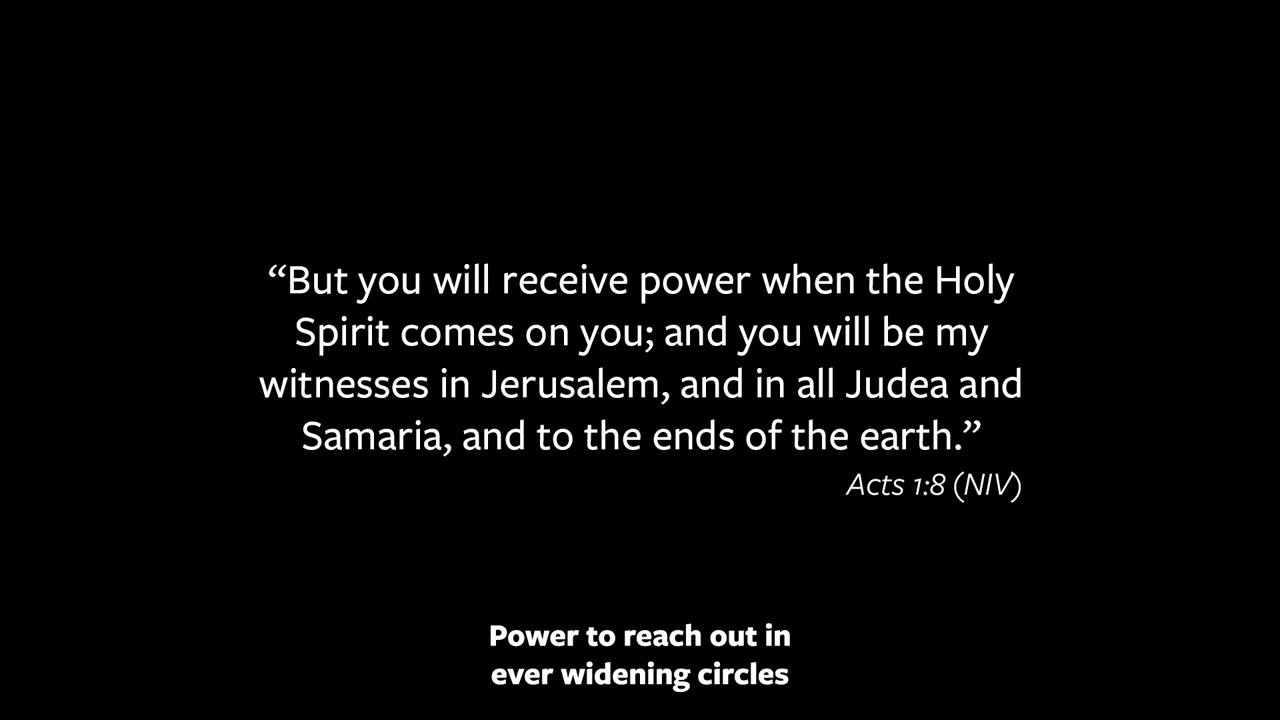 “But you will receive power when the Holy
Spirit comes on you; and you will be my
witnesses in Jerusalem, and in all Judea and
Samaria, and to the ends of the earth.”
Acts 1:8 (NIV)
Power to reach out in
ever widening circles